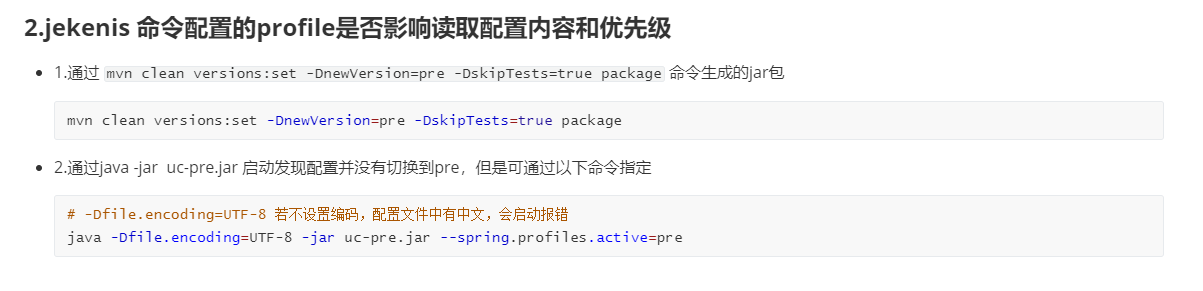 2.jekenis 命令配置的profile是否影响读取配置内容和优先级
1.通过 mvn clean versions:set -DnewVersion=pre -DskipTests=true package 命令生成的jar包
mvn clean versions:set -DnewVersion=pre -DskipTests=true package
2.通过java -jar uc-pre.jar 启动发现配置并没有切换到pre，但是可通过以下命令指定
# -Dfile.encoding=UTF-8 若不设置编码，配置文件中有中文，会启动报错
java -Dfile.encoding=UTF-8 -jar uc-pre.jar --spring.profiles.active=pre